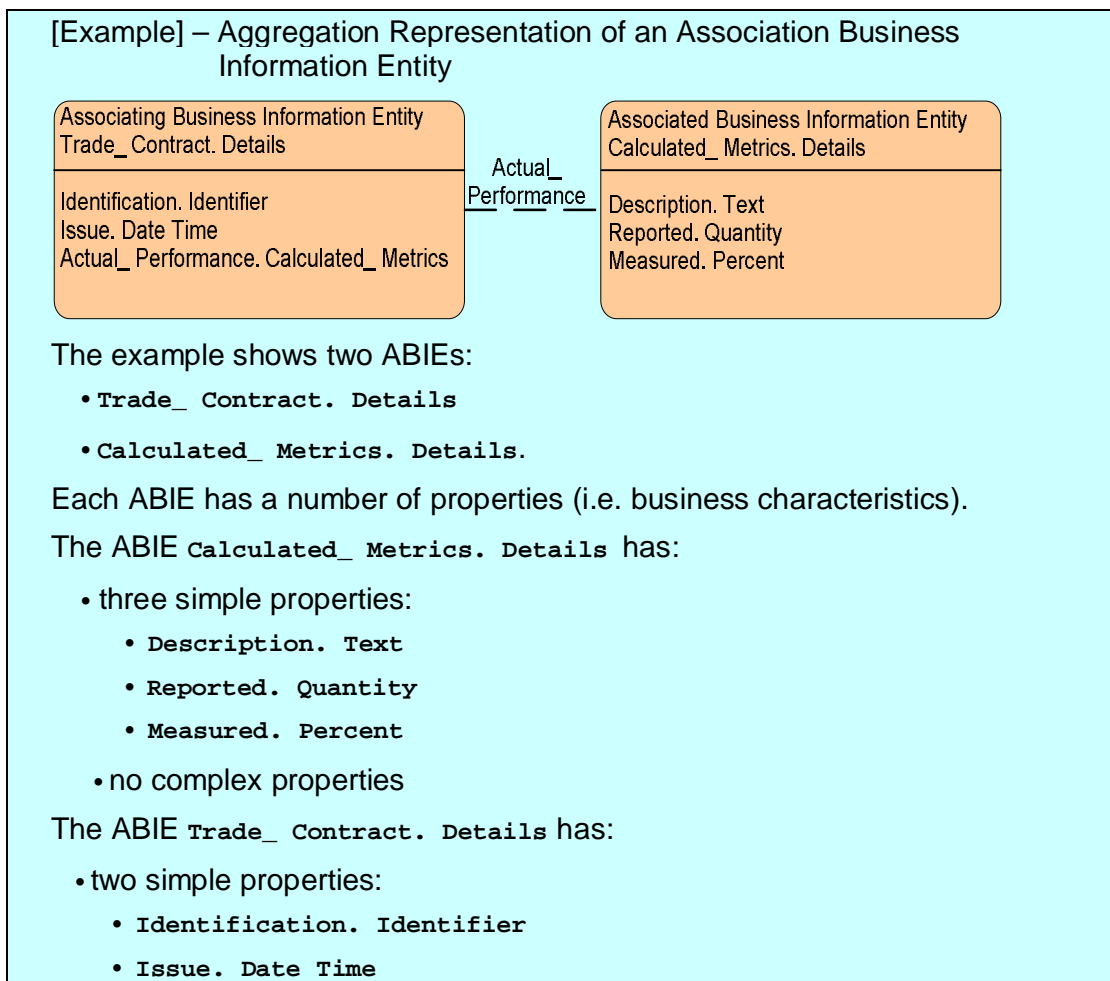 [Example] – Aggregation Representation of an Association Business
Information Entity
Associating Business Information Entity
Trade_ Contract. Details
Identification. Identifier
Issue. Date Time
Actual_ Performance. Calculated_ Metrics
Actual_
Performance
Associated Business Information Entity
Calculated_ Metrics. Details
Description. Text
Reported. Quantity
Measured. Percent
The example shows two ABIEs:
• Trade_ Contract. Details
• Calculated_ Metrics. Details.
Each ABIE has a number of properties (i.e. business characteristics).
The ABIE Calculated_ Metrics. Details has:
• three simple properties:
• Description. Text
• Reported. Quantity
• Measured. Percent
• no complex properties
The ABIE Trade_ Contract. Details has:
• two simple properties:
• Identification. Identifier
• Issue. Date Time